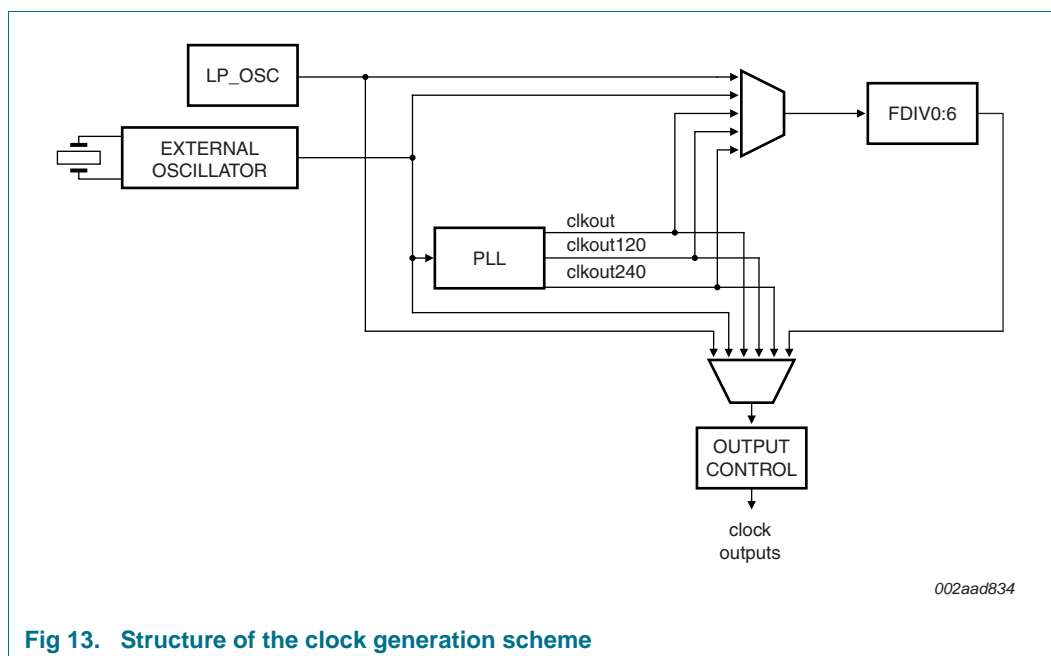 LP_OSC
EXTERNAL
OSCILLATOR
FDIV0:6
PLL
clkout
clkout120
clkout240
OUTPUT
CONTROL
clock
outputs
002aad834
Fig 13. Structure of the clock generation scheme